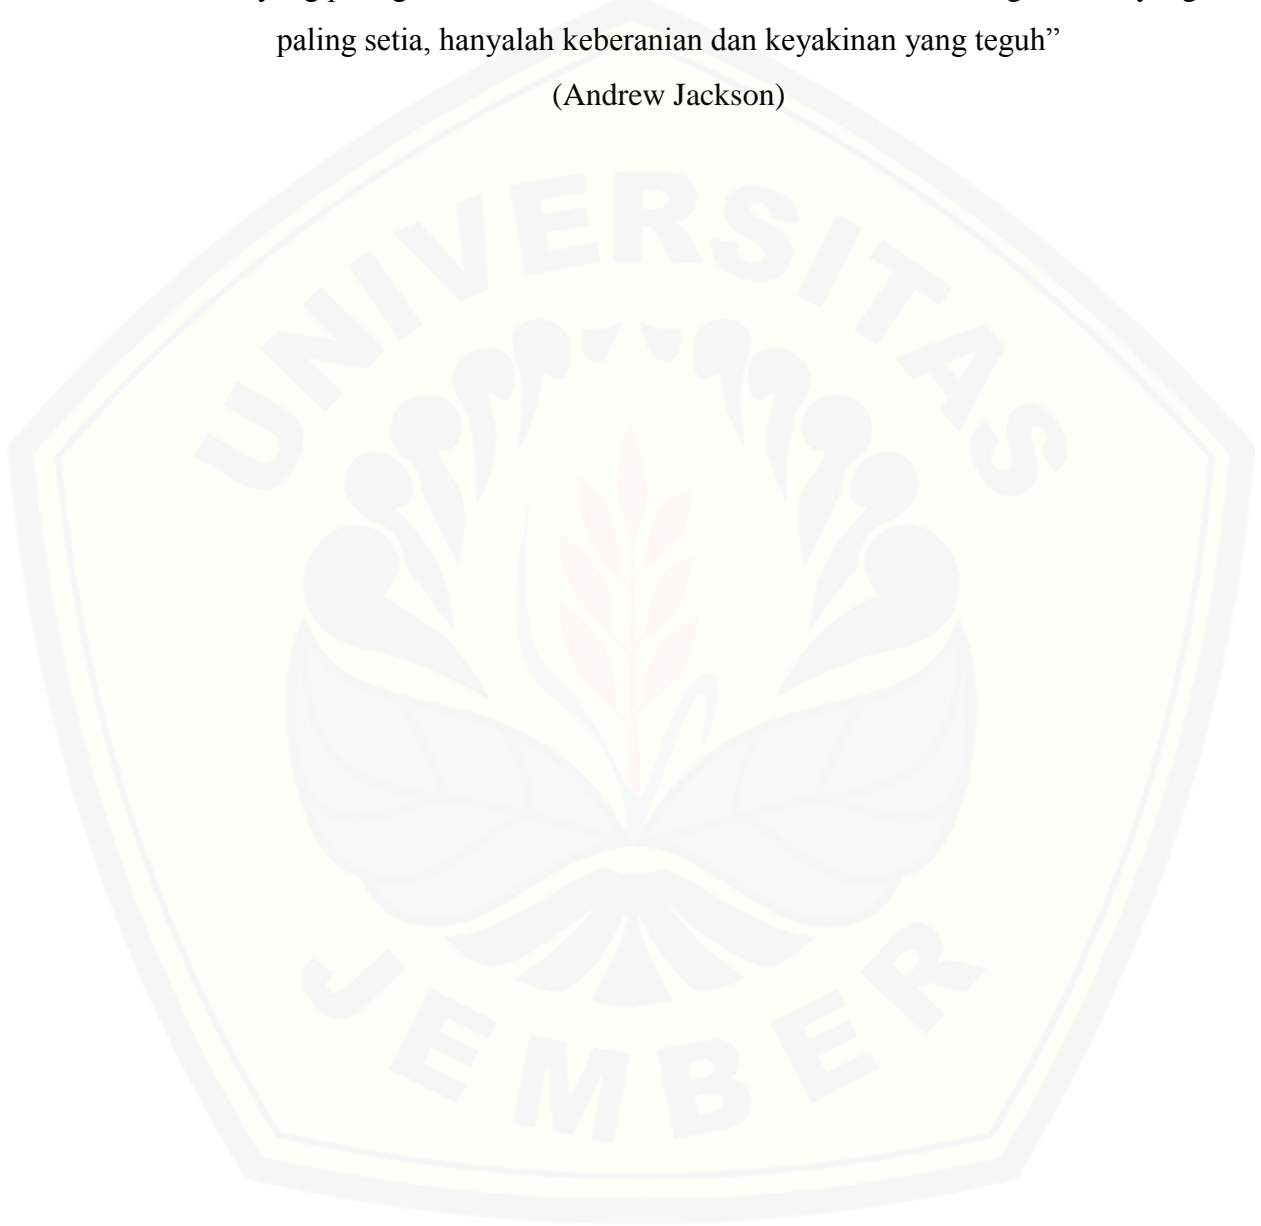 paling setia, hanyalah keberanian dan keyakinan yang teguh”
(Andrew Jackson)
UNIVERSITAS
JEMBER